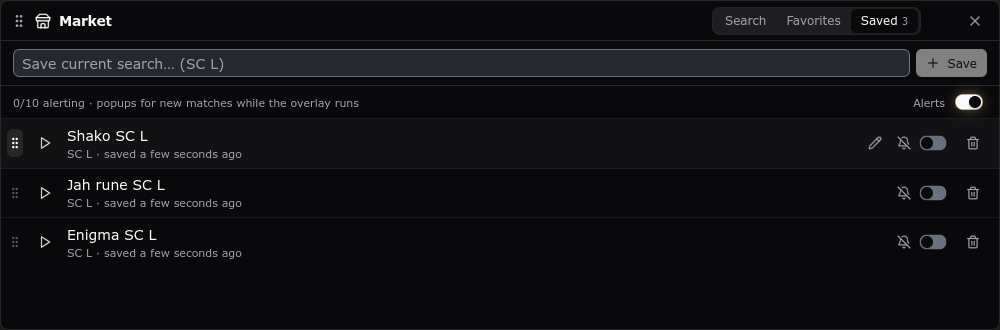 Market
Search Favorites Saved 3
Save current search... (SC L)
+ Save
0/10 alerting · popups for new matches while the overlay runs
Alerts
Shako SC L
SC L · saved a few seconds ago
Jah rune SC L
SC L · saved a few seconds ago
Enigma SC L
SC L · saved a few seconds ago